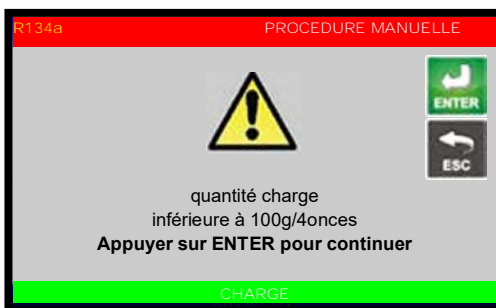 R134a PROCEDURE MANUELLE
ENTER
ESC
quantité charge
inférieure à 100g/4onces
Appuyer sur ENTER pour continuer
CHARGE